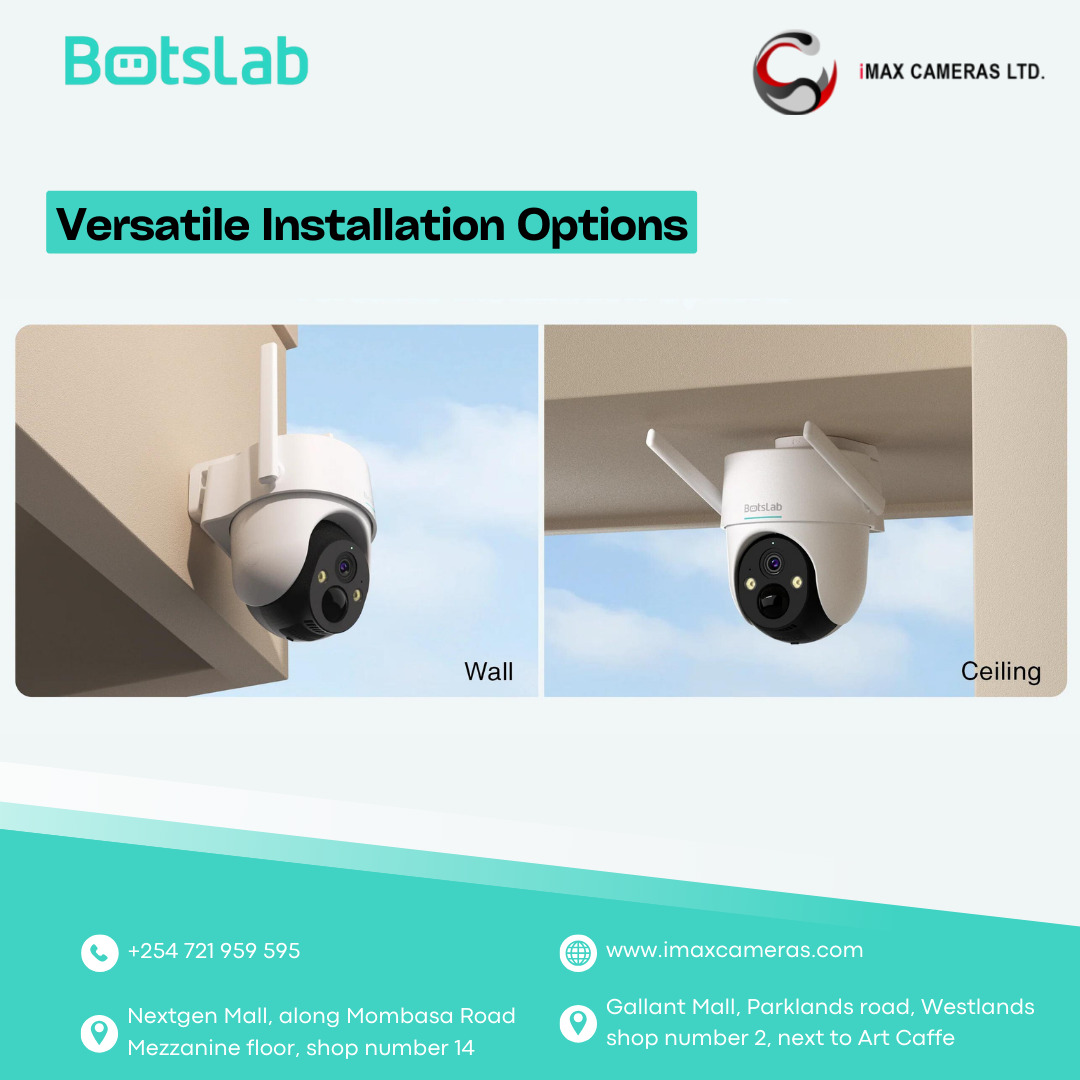 BotsLab
iMAX CAMERAS LTD.
Versatile Installation Options
BotsLab
Wall
Ceiling
+254 721 959 595
www.imaxcameras.com
Nextgen Mall, along Mombasa Road
Mezzanine floor, shop number 14
Gallant Mall, Parklands road, Westlands
shop number 2, next to Art Caffe